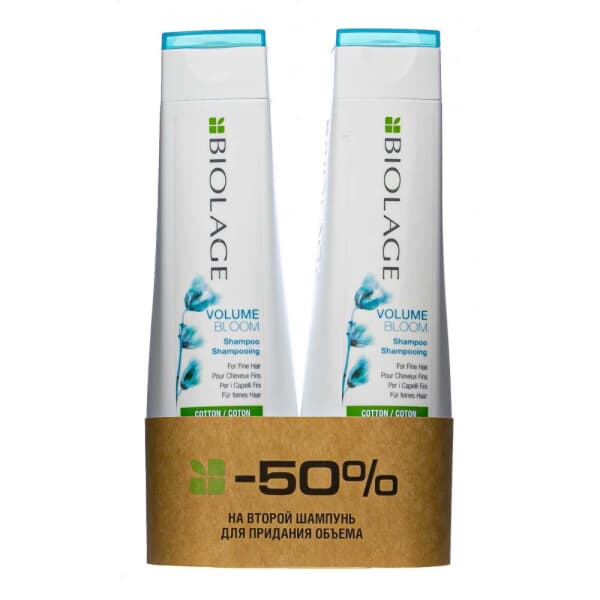 BIOLAGE
VOLUME
BLOOM
Shampoo
Shampooing
For Fine Hair
Pour Cheveux Fins
Per i Capelli Fini
Für feines Haar
COTTON / COTON
BIOLAGE
VOLUME
BLOOM
Shampoo
Shampooing
For Fine Hair
Pour Cheveux Fins
Per i Capelli Fini
Für feines Haar
COTTON / COTON
-50%
НА ВТОРОЙ ШАМПУНЬ
ДЛЯ ПРИДАНИЯ ОБЪЕМА